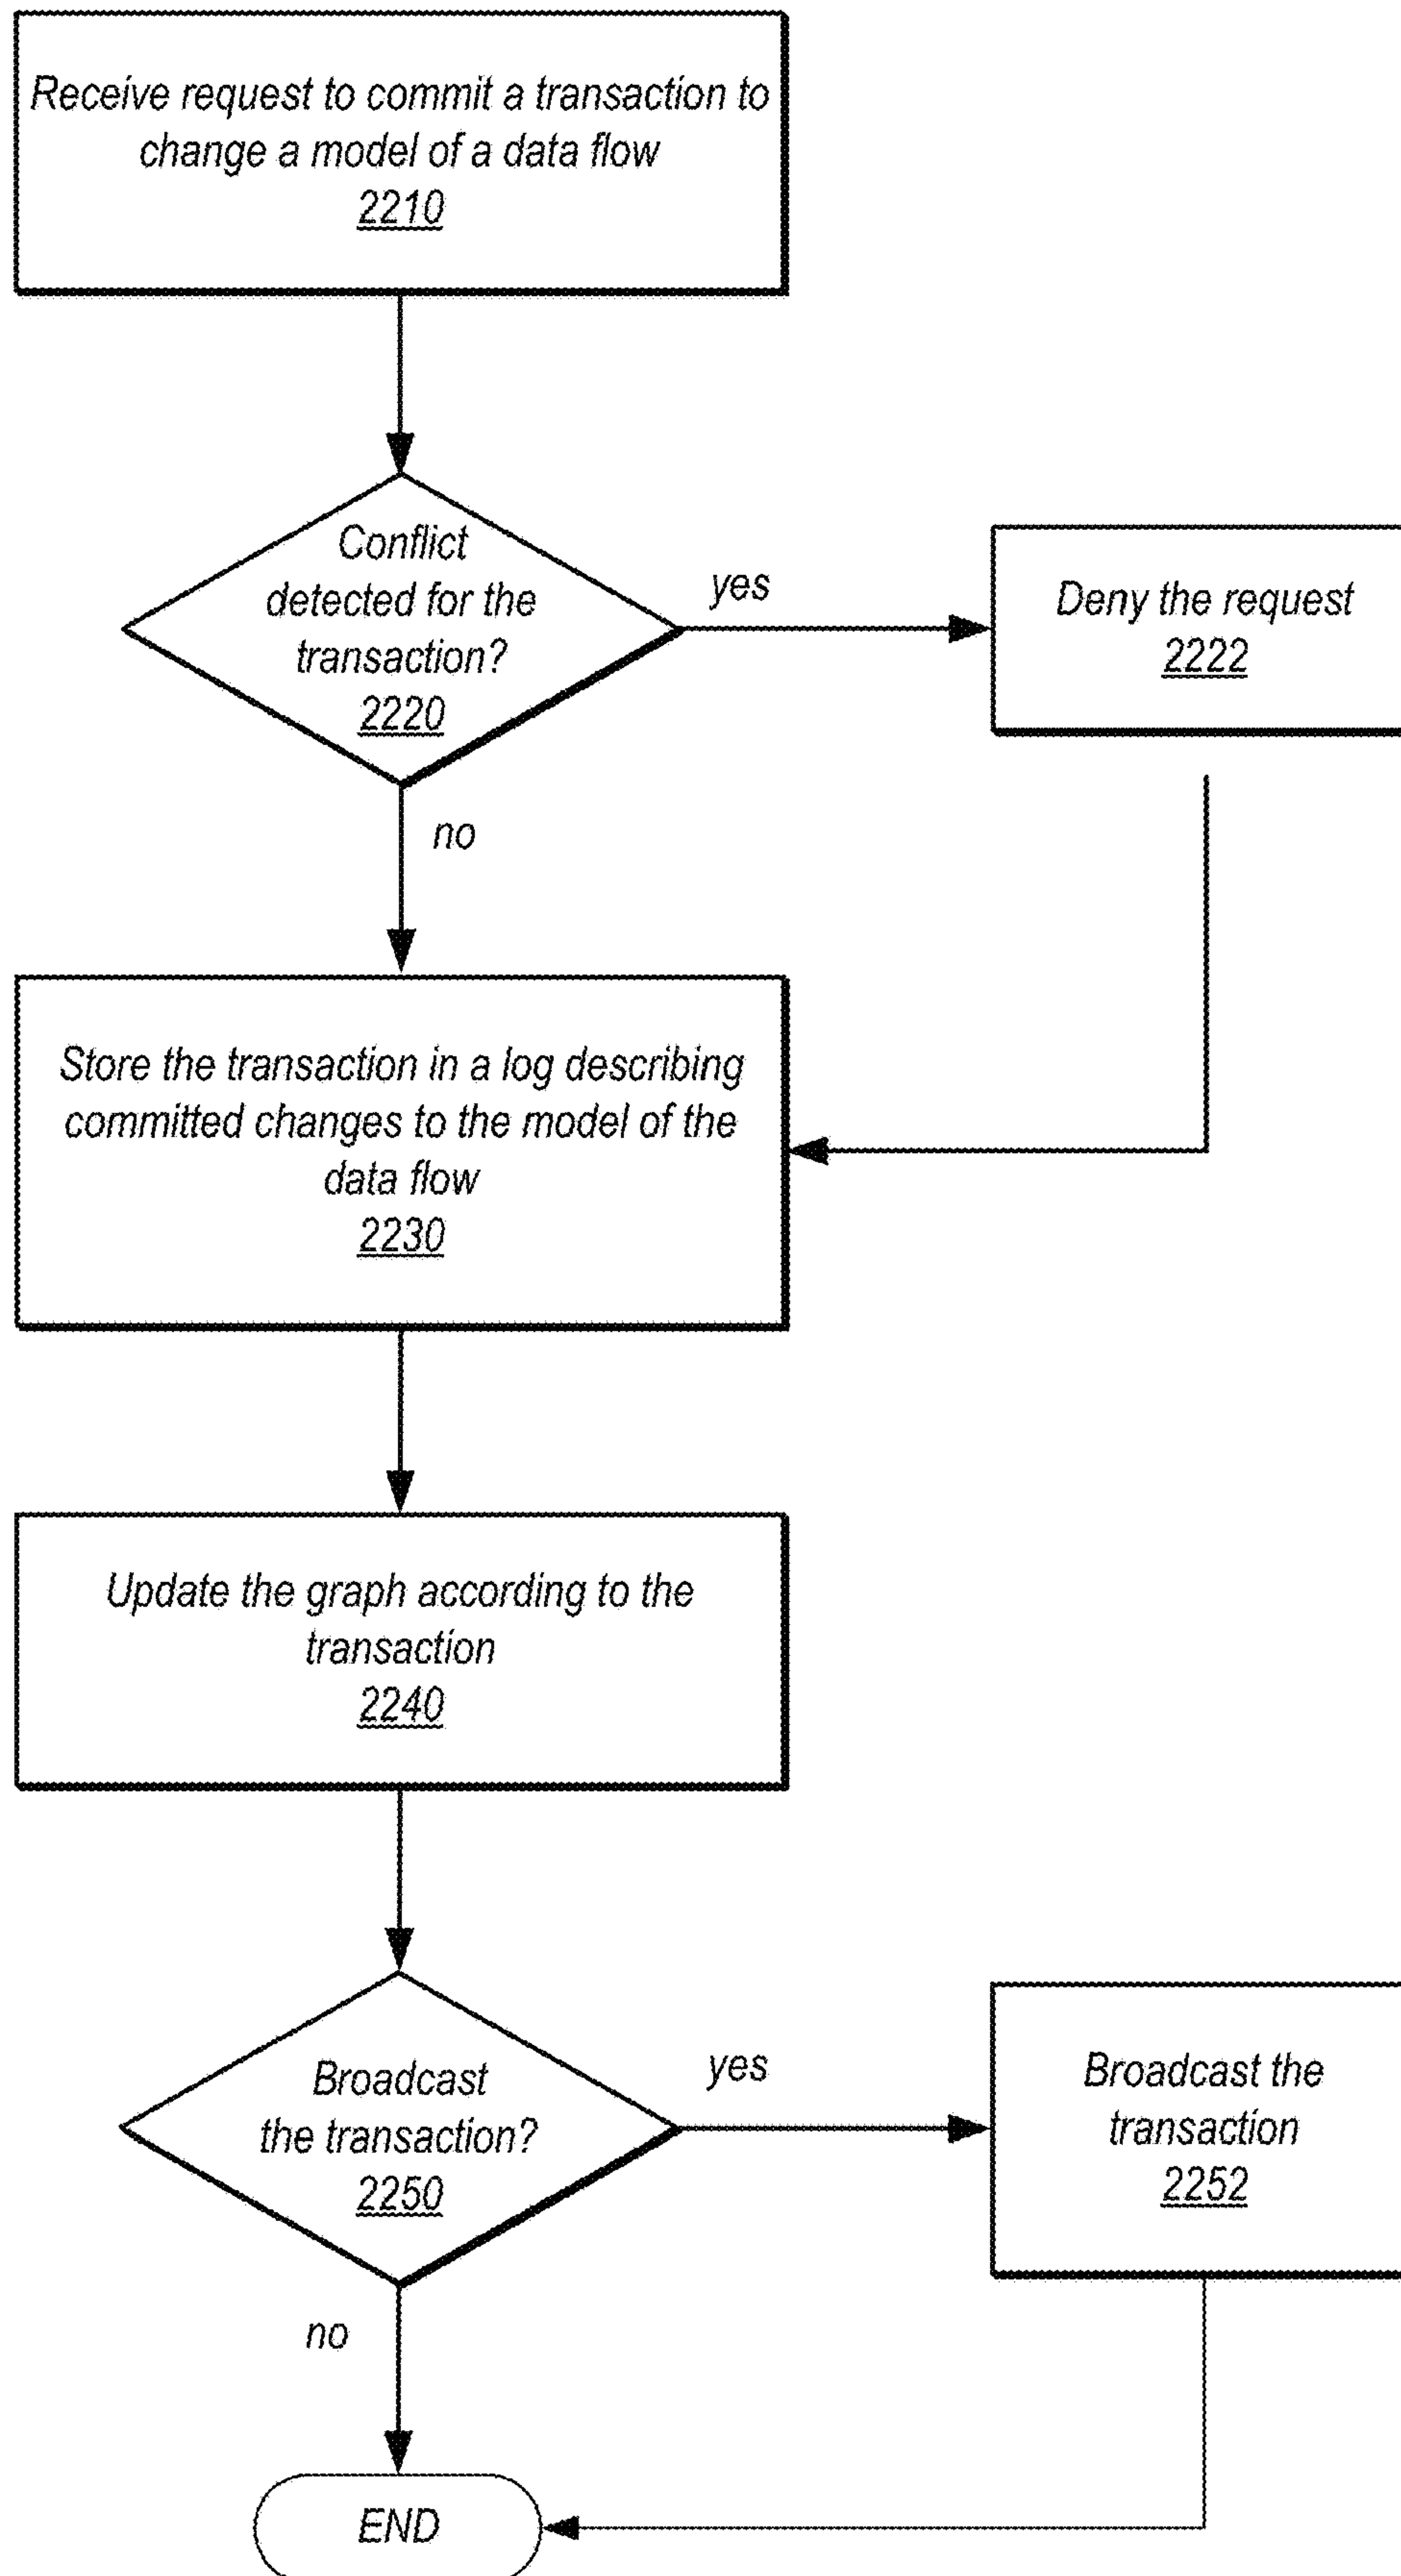 Receive request to commit a transaction to
change a model of a data flow
2210
Conflict
detected for the
transaction?
2220
yes
Deny the request
2222
no
Store the transaction in a log describing
committed changes to the model of the
data flow
2230
Update the graph according to the
transaction
2240
Broadcast
the transaction?
2250
yes
Broadcast the
transaction
2252
no
END